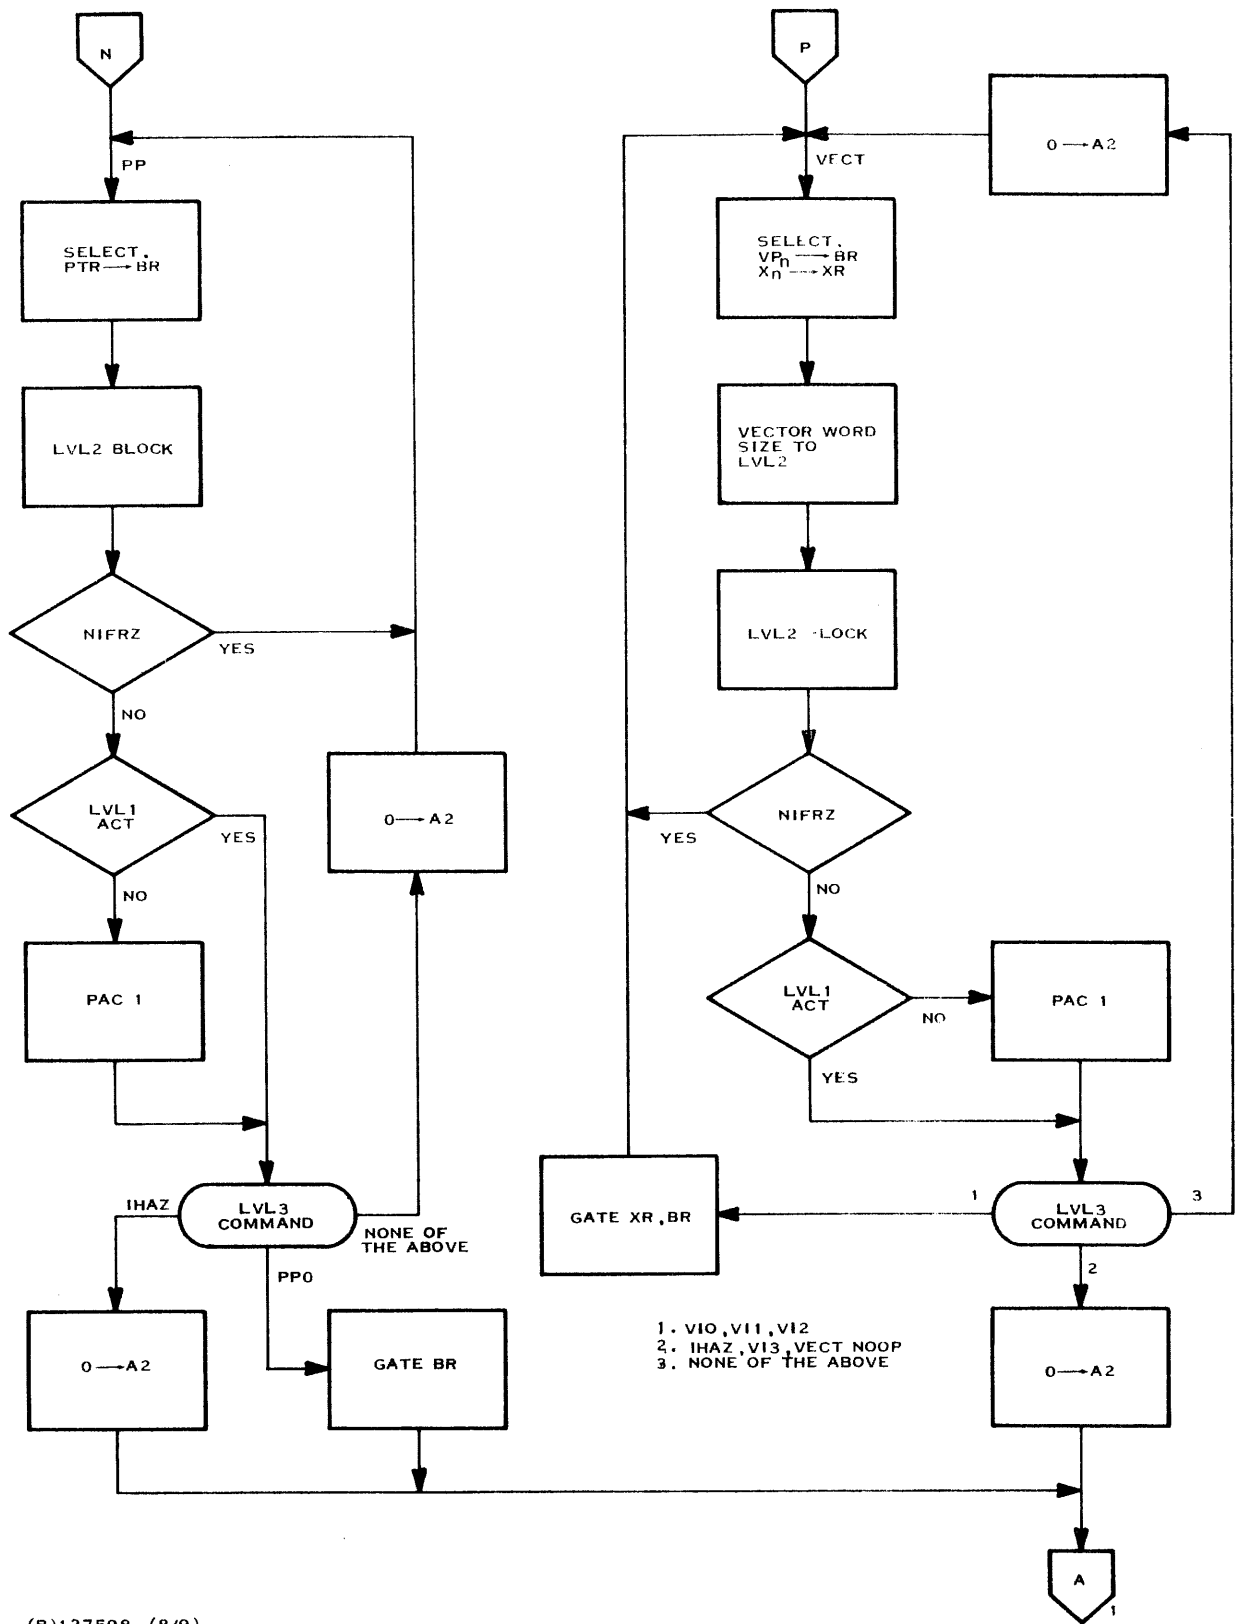 N
PP
SELECT.
PTR → BR
LVL2 BLOCK
NIFRZ
YES
NO
LVL1
ACT
YES
NO
0 → A2
PAC 1
IHAZ
LVL3
COMMAND
NONE OF
THE ABOVE
PP0
0 → A2
GATE BR
P
0 → A2
VECT
SELECT.
VPn → BR
Xn → XR
VECTOR WORD
SIZE TO
LVL2
LVL2
NIFRZ
YES
NO
LVL1
ACT
NO
PAC 1
YES
GATE XR, BR
1
LVL3
COMMAND
3
2
1. VI0, VI1, VI2
2. IHAZ, VI3, VECT NOOP
3. NONE OF THE ABOVE
0 → A2
A
1